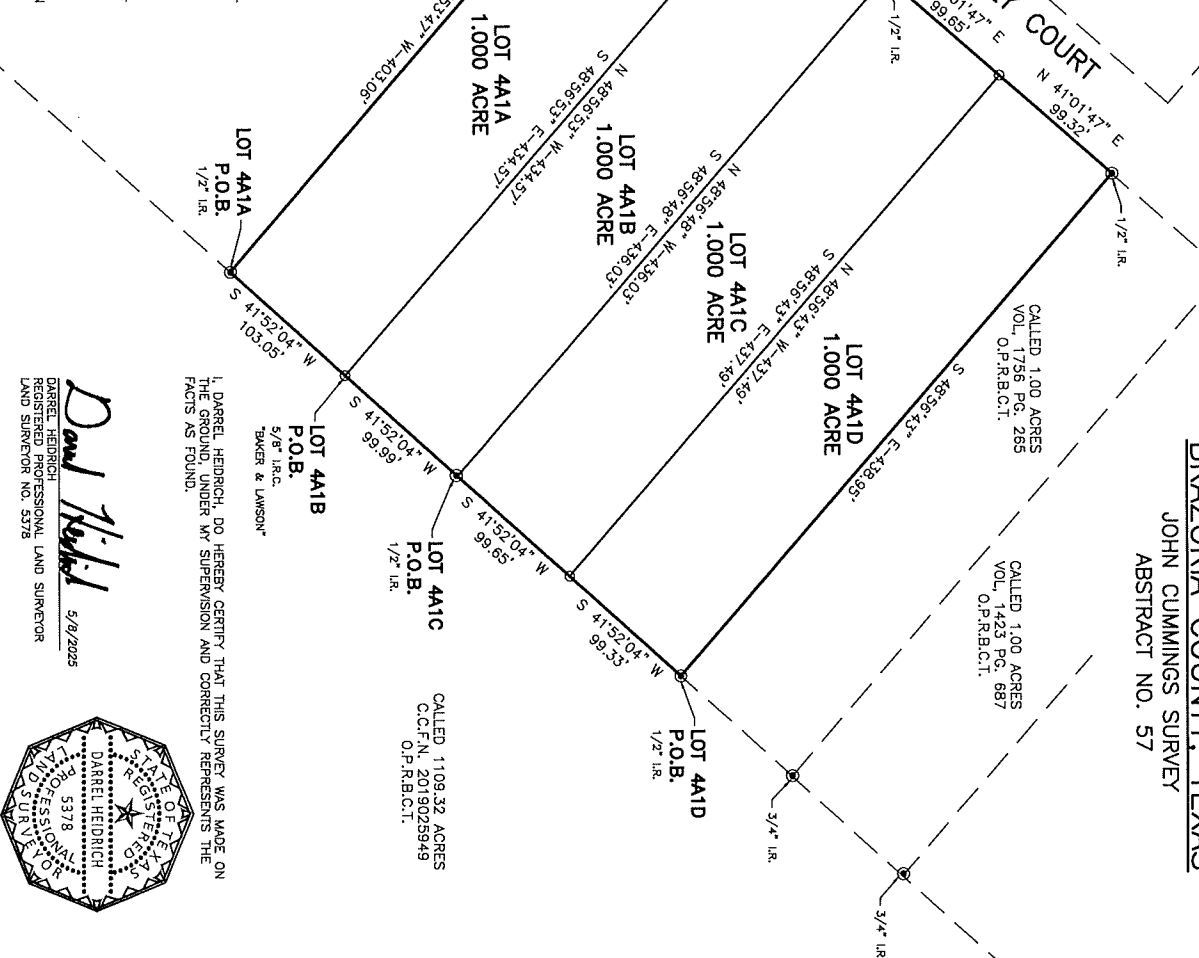 BRAZORIA COUNTY, TEXAS
JOHN CUMMINGS SURVEY
ABSTRACT NO. 57
COURT
N 41°01'47" E
99.32'
01'47" E
99.65'
1/2" I.R.
1/2" I.R.
CALLED 1.00 ACRES
VOL, 1756 PG. 265
O.P.R.B.C.T.
CALLED 1.00 ACRES
VOL, 1423 PG. 687
O.P.R.B.C.T.
S 48°56'43" E-438.95'
LOT 4A1D
1.000 ACRE
N 48°56'43" W-437.49'
S 48°56'43" E-437.49'
LOT 4A1C
1.000 ACRE
N 48°56'48" W-436.03'
S 48°56'48" E-436.03'
LOT 4A1B
1.000 ACRE
N 48°56'53" W-434.57'
S 48°56'53" E-434.57'
LOT 4A1A
1.000 ACRE
53'47" W-403.06'
LOT 4A1A
P.O.B.
1/2" I.R.
S 41°52'04" W
103.05'
LOT 4A1B
P.O.B.
5/8" I.R.C.
"BAKER & LAWSON"
S 41°52'04" W
99.99'
LOT 4A1C
P.O.B.
1/2" I.R.
S 41°52'04" W
99.65'
S 41°52'04" W
99.33'
LOT 4A1D
P.O.B.
1/2" I.R.
3/4" I.R.
3/4" I.R
CALLED 1109.32 ACRES
C.C.F.N. 2019025949
O.P.R.B.C.T.
I, DARREL HEIDRICH, DO HEREBY CERTIFY THAT THIS SURVEY WAS MADE ON
THE GROUND, UNDER MY SUPERVISION AND CORRECTLY REPRESENTS THE
FACTS AS FOUND.
Darrel Heidrich 5/8/2025
DARREL HEIDRICH
REGISTERED PROFESSIONAL LAND SURVEYOR
LAND SURVEYOR NO. 5378
STATE OF TEXAS
REGISTERED
DARREL HEIDRICH
5378
PROFESSIONAL
LAND SURVEYOR